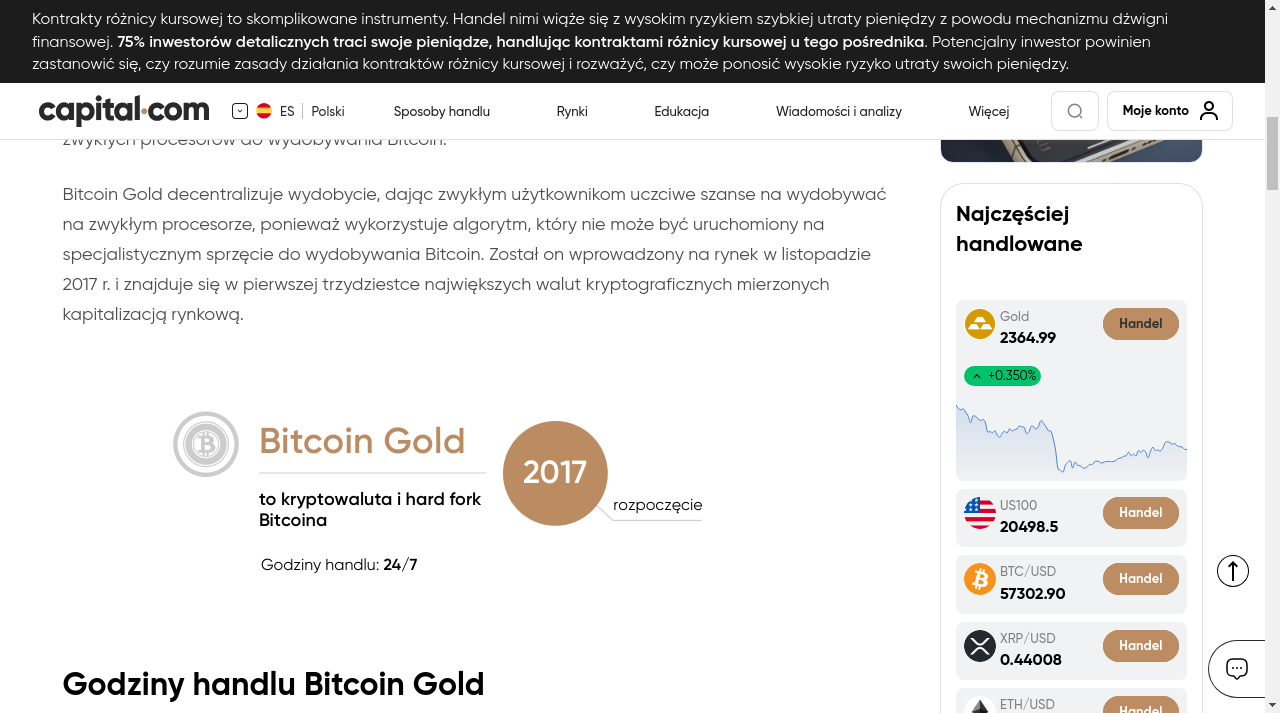 Kontrakty różnicy kursowej to skomplikowane instrumenty. Handel nimi wiąże się z wysokim ryzykiem szybkiej utraty pieniędzy z powodu mechanizmu dźwigni
finansowej. 75% inwestorów detalicznych traci swoje pieniądze, handlując kontraktami różnicy kursowej u tego pośrednika. Potencjalny inwestor powinien
zastanowić się, czy rozumie zasady działania kontraktów różnicy kursowej i rozważyć, czy może ponosić wysokie ryzyko utraty swoich pieniędzy.
capital.com
ES
Polski
Sposoby handlu
Rynki
Edukacja
Wiadomości i analizy
Więcej
Moje konto
zwykłych procesorów do wydobywania Bitcoin.
Bitcoin Gold decentralizuje wydobycie, dając zwykłym użytkownikom uczciwe szanse na wydobywać
na zwykłym procesorze, ponieważ wykorzystuje algorytm, który nie może być uruchomiony na
specjalistycznym sprzęcie do wydobywania Bitcoin. Został on wprowadzony na rynek w listopadzie
2017 r. i znajduje się w pierwszej trzydziestce największych walut kryptograficznych mierzonych
kapitalizacją rynkową.
Bitcoin Gold
to kryptowaluta i hard fork
Bitcoina
Godziny handlu: 24/7
2017
rozpoczęcie
Godziny handlu Bitcoin Gold
Najczęściej
handlowane
Gold
2364.99
Handel
+0.350%
US100
20498.5
Handel
BTC/USD
57302.90
Handel
XRP/USD
0.44008
Handel
ETH/USD
Handel